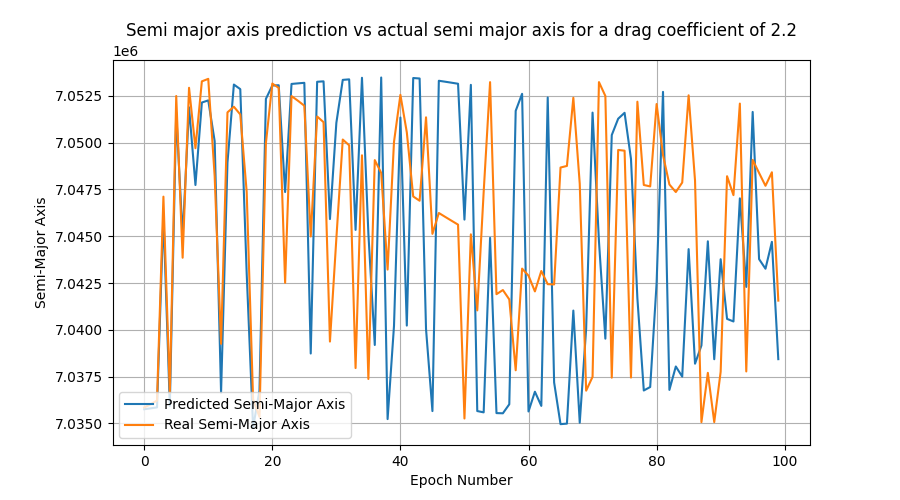 Semi major axis prediction vs actual semi major axis for a drag coefficient of 2.2
1e6
7.0525
7.0500
7.0475
7.0450
7.0425
7.0400
7.0375
7.0350
Semi-Major Axis
Predicted Semi-Major Axis
Real Semi-Major Axis
0 20 40 60 80 100
Epoch Number